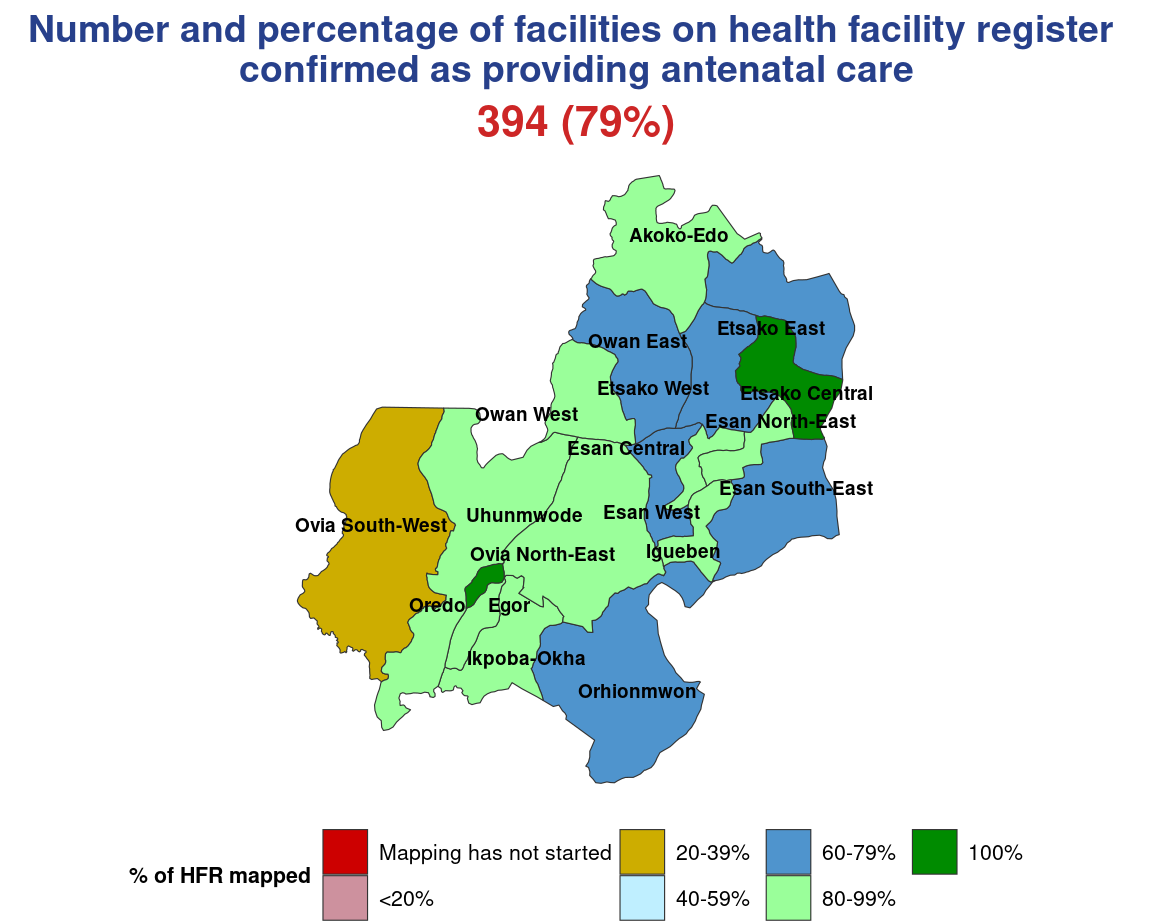 Number and percentage of facilities on health facility register
confirmed as providing antenatal care
394 (79%)
Akoko-Edo
Etsako East
Owan East
Etsako West
Etsako Central
Owan West
Esan North-East
Esan Central
Esan South-East
Esan West
Uhunmwode
Ovia South-West
Igueben
Ovia North-East
Oredo
Egor
Ikpoba-Okha
Orhionmwon
% of HFR mapped
Mapping has not started
<20%
20-39%
40-59%
60-79%
80-99%
100%